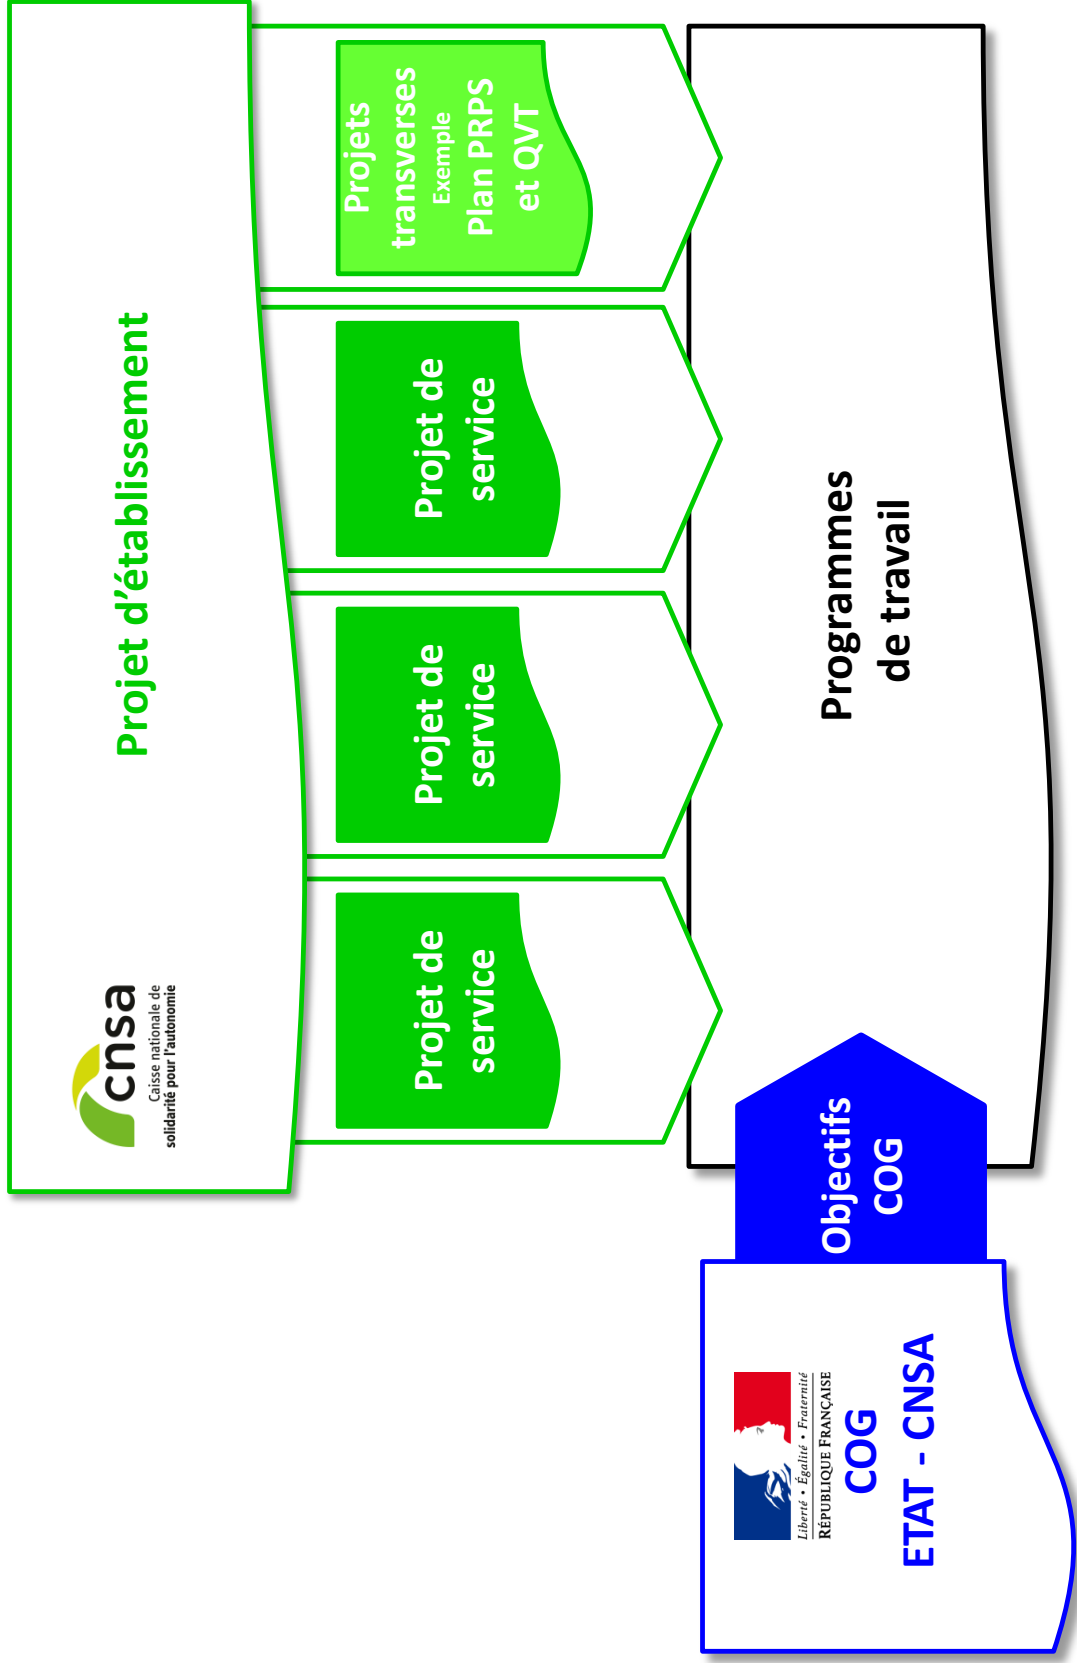 cnsa
Caisse nationale de
solidarité pour l'autonomie
Projet d’établissement
Projet de
service
Projet de
service
Projet de
service
Projets
transverses
Exemple
Plan PRPS
et QVT
Liberté • Égalité • Fraternité
RÉPUBLIQUE FRANÇAISE
COG
ETAT - CNSA
Objectifs
COG
Programmes
de travail